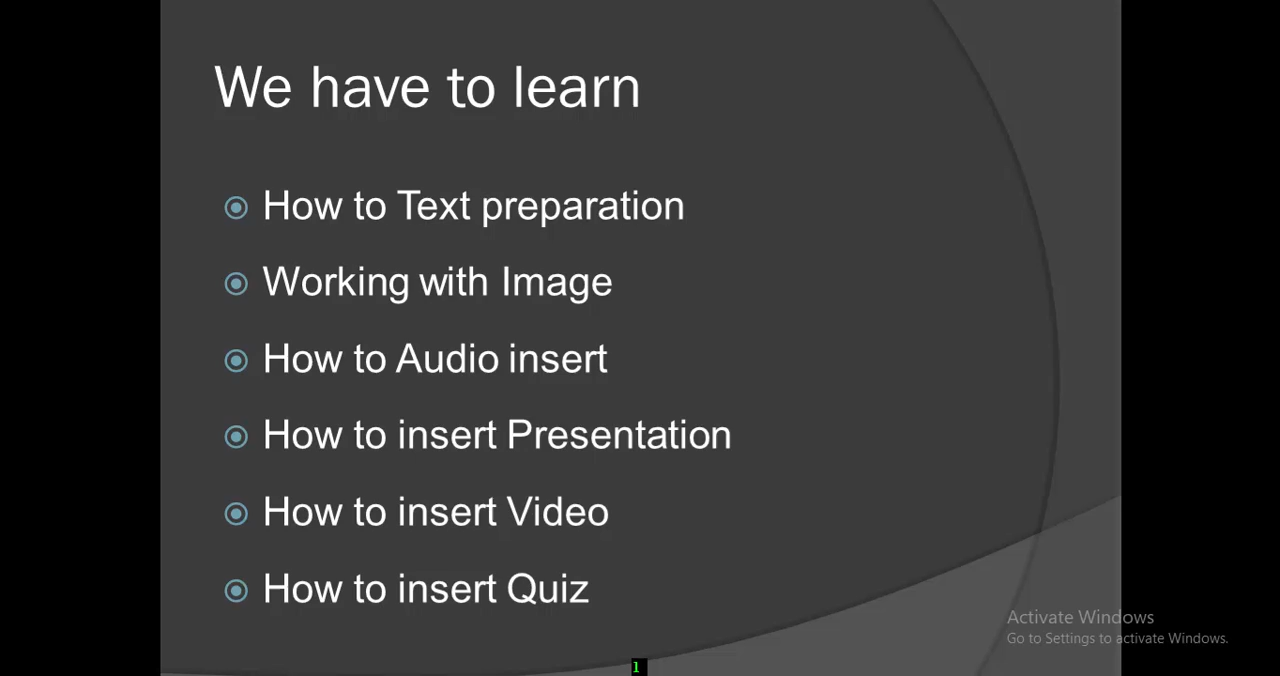 We have to learn
How to Text preparation
Working with Image
How to Audio insert
How to insert Presentation
How to insert Video
How to insert Quiz
Activate Windows
Go to Settings to activate Windows.
1